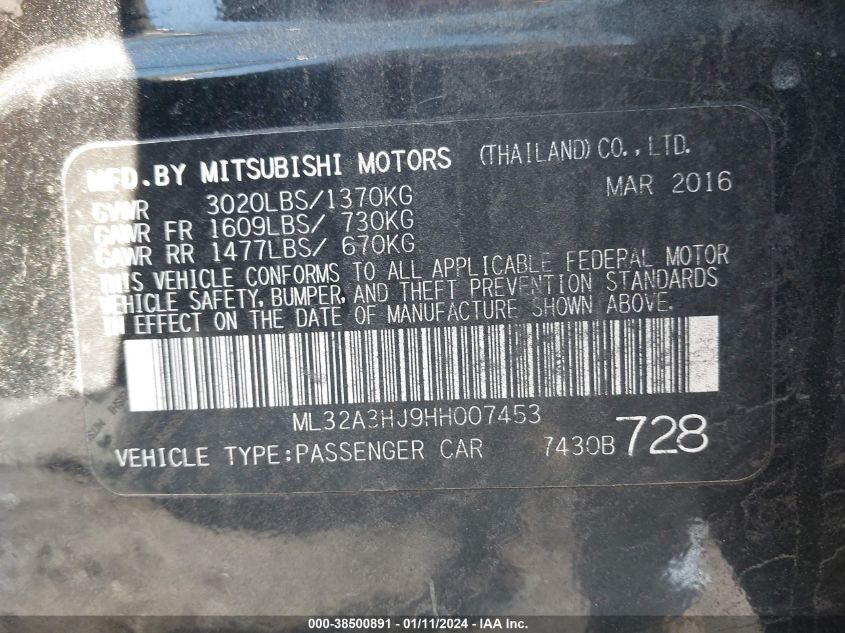 MFD.BY MITSUBISHI MOTORS (THAILAND) CO., LTD.
MAR 2016
GVWR 3020LBS/1370KG
GAWR FR 1609LBS/ 730KG
GAWR RR 1477LBS/ 670KG
THIS VEHICLE CONFORMS TO ALL APPLICABLE FEDERAL MOTOR
VEHICLE SAFETY, BUMPER, AND THEFT PREVENTION STANDARDS
IN EFFECT ON THE DATE OF MANUFACTURE SHOWN ABOVE.
ML32A3HJ9HH007453
VEHICLE TYPE:PASSENGER CAR 7430B 728
000-38500891 - 01/11/2024 - IAA Inc.